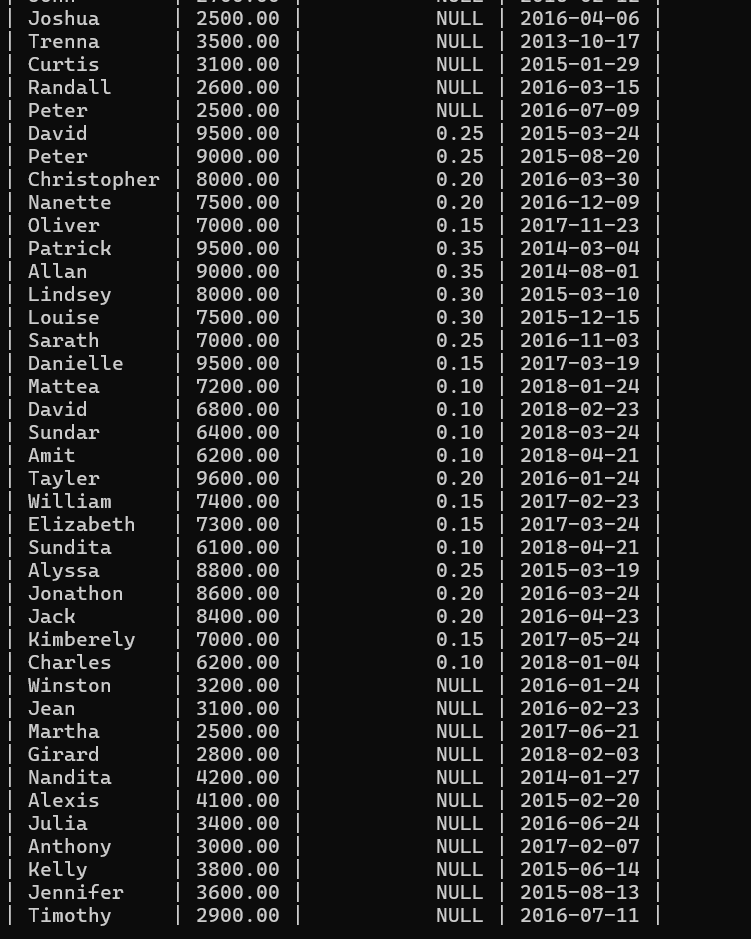 | Joshua | 2500.00 | NULL | 2016-04-06 |
| Trenna | 3500.00 | NULL | 2013-10-17 |
| Curtis | 3100.00 | NULL | 2015-01-29 |
| Randall | 2600.00 | NULL | 2016-03-15 |
| Peter | 2500.00 | NULL | 2016-07-09 |
| David | 9500.00 | 0.25 | 2015-03-24 |
| Peter | 9000.00 | 0.25 | 2015-08-20 |
| Christopher | 8000.00 | 0.20 | 2016-03-30 |
| Nanette | 7500.00 | 0.20 | 2016-12-09 |
| Oliver | 7000.00 | 0.15 | 2017-11-23 |
| Patrick | 9500.00 | 0.35 | 2014-03-04 |
| Allan | 9000.00 | 0.35 | 2014-08-01 |
| Lindsey | 8000.00 | 0.30 | 2015-03-10 |
| Louise | 7500.00 | 0.30 | 2015-12-15 |
| Sarath | 7000.00 | 0.25 | 2016-11-03 |
| Danielle | 9500.00 | 0.15 | 2017-03-19 |
| Mattea | 7200.00 | 0.10 | 2018-01-24 |
| David | 6800.00 | 0.10 | 2018-02-23 |
| Sundar | 6400.00 | 0.10 | 2018-03-24 |
| Amit | 6200.00 | 0.10 | 2018-04-21 |
| Tayler | 9600.00 | 0.20 | 2016-01-24 |
| William | 7400.00 | 0.15 | 2017-02-23 |
| Elizabeth | 7300.00 | 0.15 | 2017-03-24 |
| Sundita | 6100.00 | 0.10 | 2018-04-21 |
| Alyssa | 8800.00 | 0.25 | 2015-03-19 |
| Jonathon | 8600.00 | 0.20 | 2016-03-24 |
| Jack | 8400.00 | 0.20 | 2016-04-23 |
| Kimberely | 7000.00 | 0.15 | 2017-05-24 |
| Charles | 6200.00 | 0.10 | 2018-01-04 |
| Winston | 3200.00 | NULL | 2016-01-24 |
| Jean | 3100.00 | NULL | 2016-02-23 |
| Martha | 2500.00 | NULL | 2017-06-21 |
| Girard | 2800.00 | NULL | 2018-02-03 |
| Nandita | 4200.00 | NULL | 2014-01-27 |
| Alexis | 4100.00 | NULL | 2015-02-20 |
| Julia | 3400.00 | NULL | 2016-06-24 |
| Anthony | 3000.00 | NULL | 2017-02-07 |
| Kelly | 3800.00 | NULL | 2015-06-14 |
| Jennifer | 3600.00 | NULL | 2015-08-13 |
| Timothy | 2900.00 | NULL | 2016-07-11 |